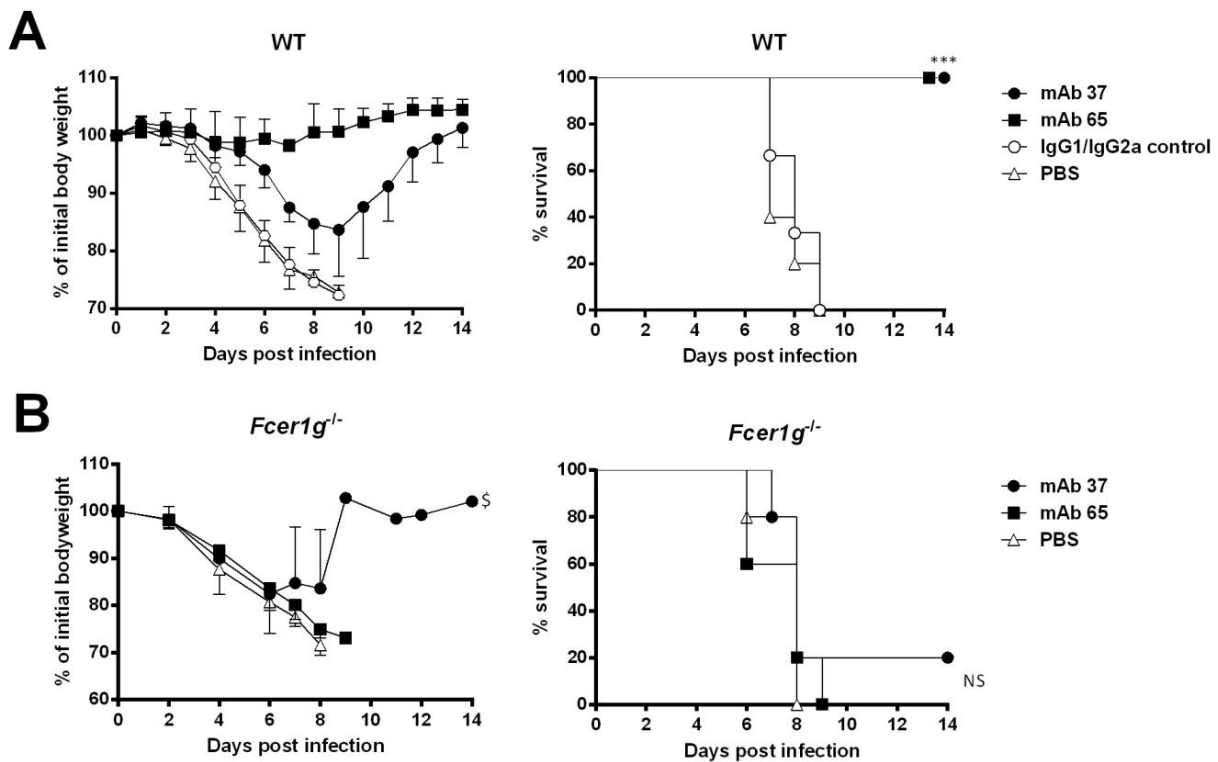 A
WT
% of initial body weight
110
100
90
80
70
0 2 4 6 8 10 12 14
Days post infection
WT
***
% survival
100
80
60
40
20
0
0 2 4 6 8 10 12 14
Days post infection
mAb 37
mAb 65
IgG1/IgG2a control
PBS
B
Fcer1g-/-
% of initial bodyweight
110
100
90
80
70
60
$
0 2 4 6 8 10 12 14
Days post infection
Fcer1g-/-
% survival
100
80
60
40
20
0
NS
0 2 4 6 8 10 12 14
Days post infection
mAb 37
mAb 65
PBS